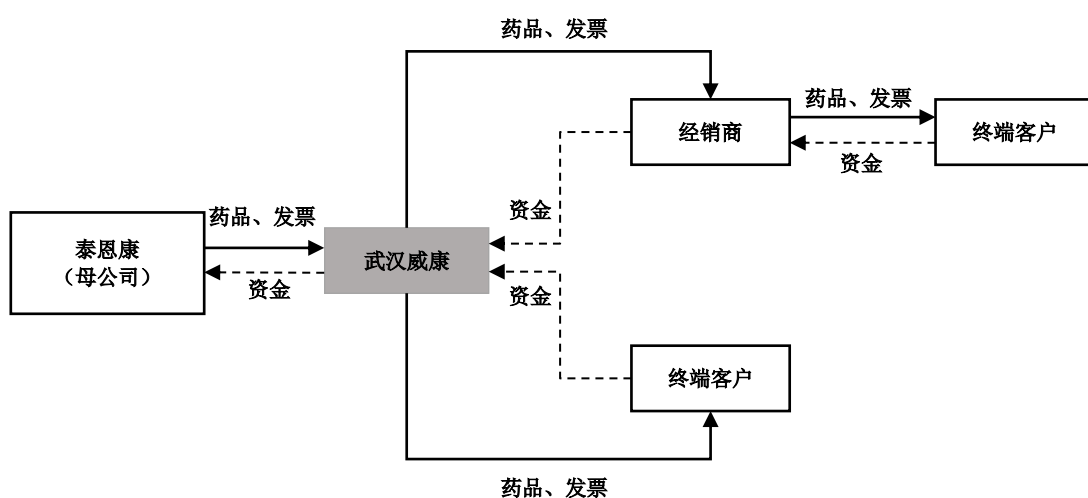 药品、发票
经销商
药品、发票
资金
终端客户
资金
泰恩康
（母公司）
药品、发票
资金
武汉威康
资金
终端客户
药品、发票